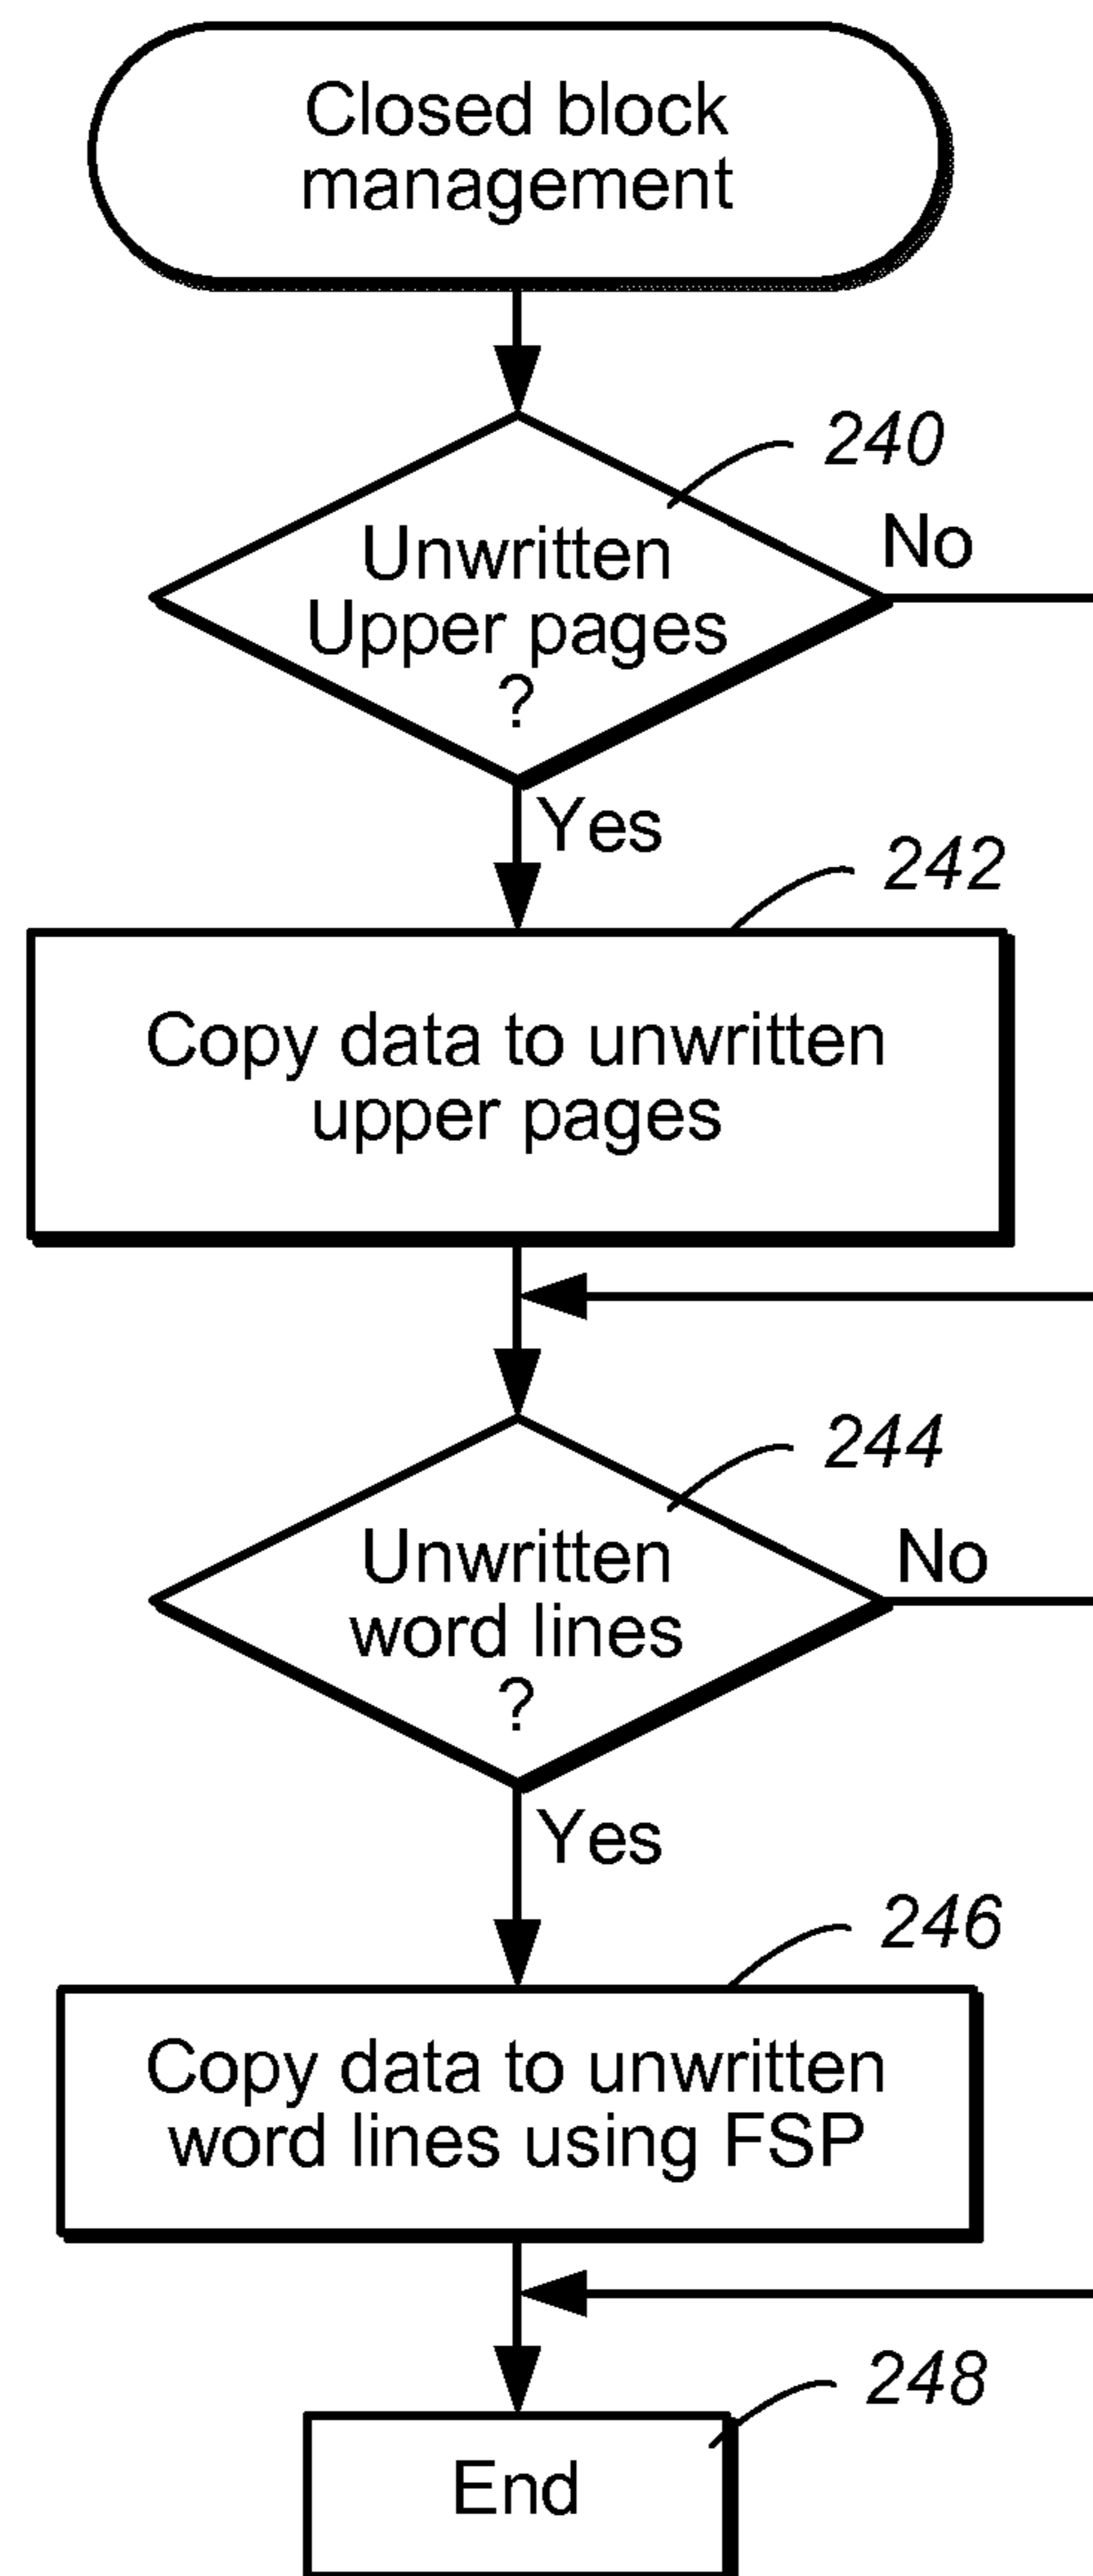 Closed block
management
240
No
Unwritten
Upper pages
?
Yes
242
Copy data to unwritten
upper pages
244
No
Unwritten
word lines
?
Yes
246
Copy data to unwritten
word lines using FSP
248
End